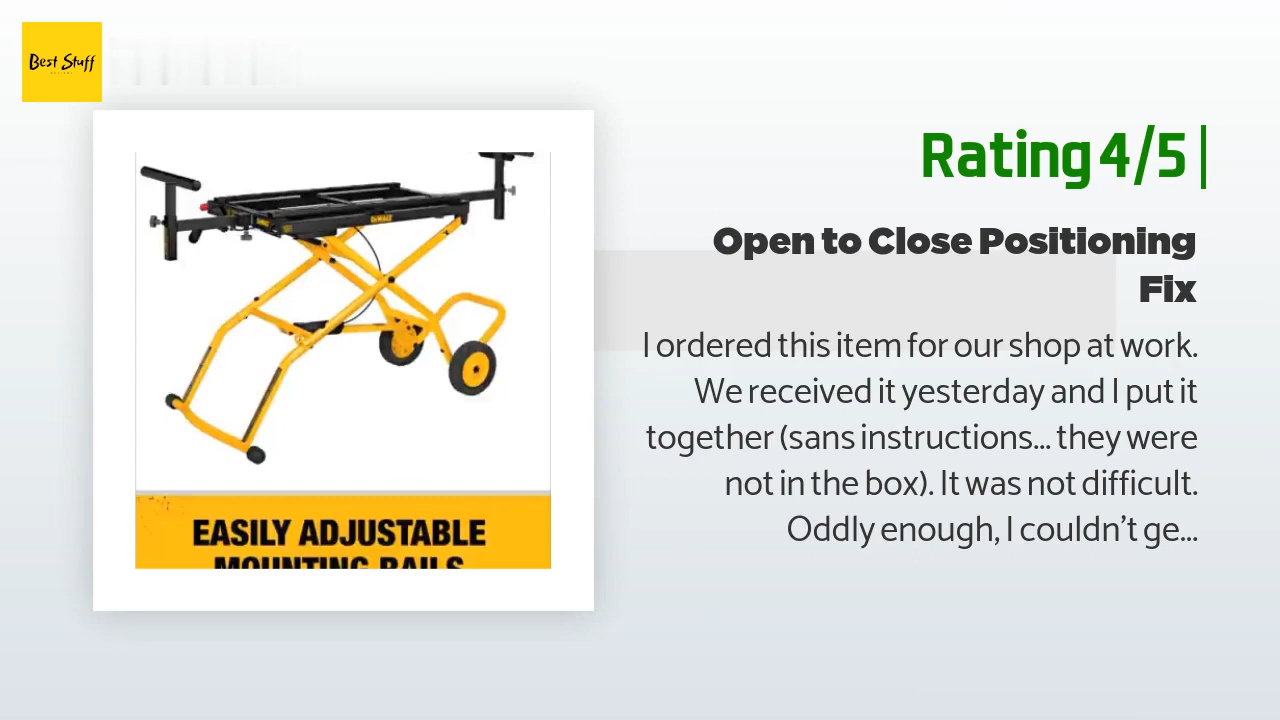 Best Stuff
Rating 4/5 |
Open to Close Positioning
Fix
I ordered this item for our shop at work.
We received it yesterday and I put it
together (sans instructions... they were
not in the box). It was not difficult.
Oddly enough, I couldn't ge...
DEWALT
EASILY ADJUSTABLE
MOUNTING RAILS